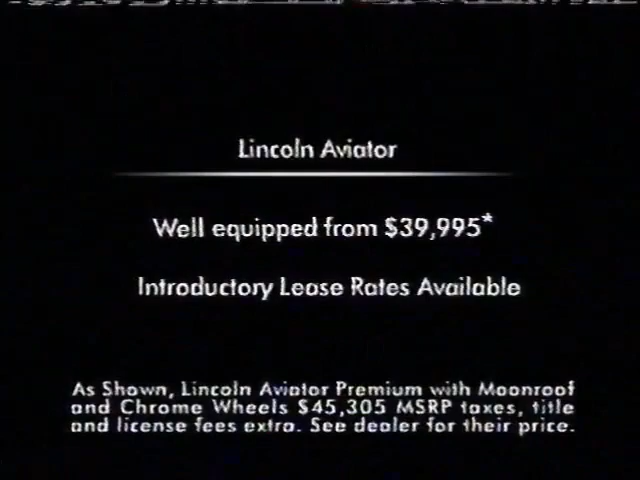 Lincoln Aviator
Well equipped from $39,995*
Introductory Lease Rates Available
As Shown, Lincoln Aviator Premium with Moonroof
and Chrome Wheels $45,305 MSRP taxes, title
and license fees extra. See dealer for their price.